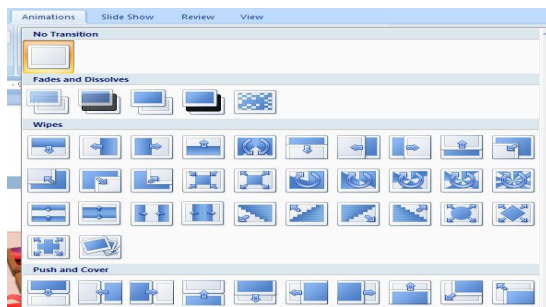 Animations Slide Show Review View
No Transition
Fades and Dissolves
Wipes
Push and Cover